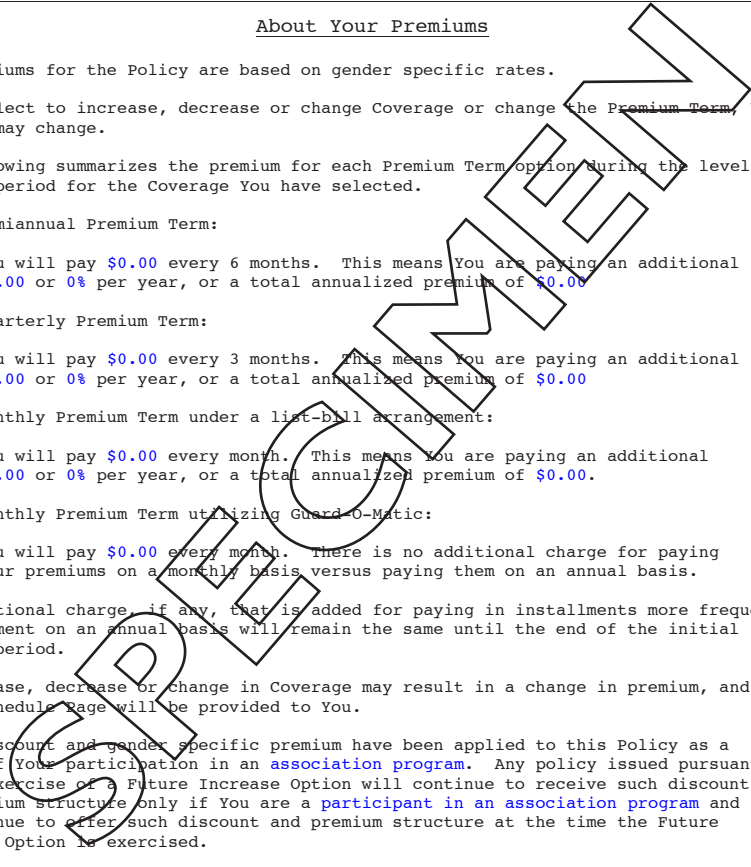 About Your Premiums
iums for the Policy are based on gender specific rates.
lect to increase, decrease or change Coverage or change the Premium Term,
may change.
owing summarizes the premium for each Premium Term option during the level
period for the Coverage You have selected.
miannual Premium Term:
u will pay $0.00 every 6 months. This means You are paying an additional
.00 or 0% per year, or a total annualized premium of $0.00
arterly Premium Term:
u will pay $0.00 every 3 months. This means You are paying an additional
.00 or 0% per year, or a total annualized premium of $0.00
nthly Premium Term under a list-bill arrangement:
u will pay $0.00 every month. This means You are paying an additional
.00 or 0% per year, or a total annualized premium of $0.00.
nthly Premium Term utilizing Guard-O-Matic:
u will pay $0.00 every month. There is no additional charge for paying
ur premiums on a monthly basis versus paying them on an annual basis.
tional charge, if any, that is added for paying in installments more freque
ment on an annual basis will remain the same until the end of the initial
period.
ase, decrease or change in Coverage may result in a change in premium, and
hedule Page will be provided to You.
scount and gender specific premium have been applied to this Policy as a
f Your participation in an association program. Any policy issued pursuant
xercise of a Future Increase Option will continue to receive such discount
ium structure only if You are a participant in an association program and
nue to offer such discount and premium structure at the time the Future
Option is exercised.
SPECIMEN